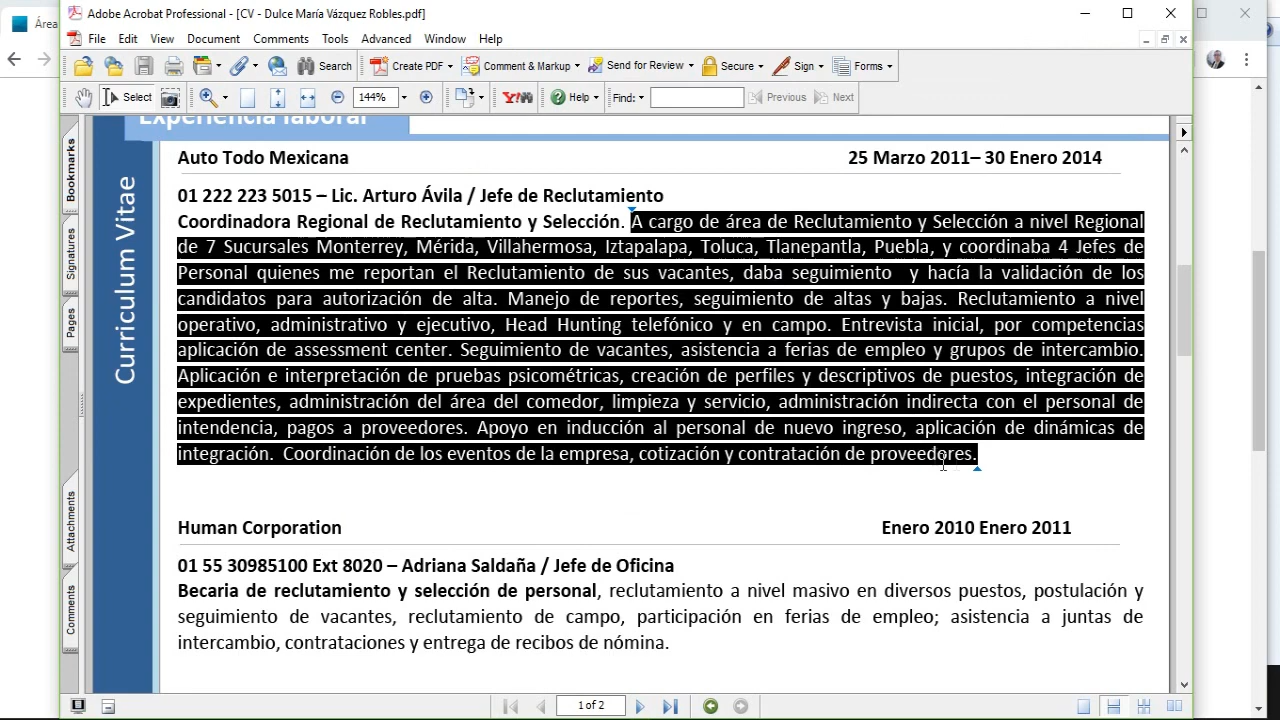 Área
Adobe Acrobat Professional - [CV - Dulce María Vázquez Robles.pdf]
File Edit View Document Comments Tools Advanced Window Help
Search Create PDF Comment & Markup Send for Review Secure Sign Forms
Select 144% Y! Help Find: Previous Next
Bookmarks
Signatures
Pages
Attachments
Comments
Curriculum Vitae
Experiencia laboral
Auto Todo Mexicana 25 Marzo 2011– 30 Enero 2014
01 222 223 5015 – Lic. Arturo Ávila / Jefe de Reclutamiento
Coordinadora Regional de Reclutamiento y Selección. A cargo de área de Reclutamiento y Selección a nivel Regional
de 7 Sucursales Monterrey, Mérida, Villahermosa, Iztapalapa, Toluca, Tlanepantla, Puebla, y coordinaba 4 Jefes de
Personal quienes me reportan el Reclutamiento de sus vacantes, daba seguimiento y hacía la validación de los
candidatos para autorización de alta. Manejo de reportes, seguimiento de altas y bajas. Reclutamiento a nivel
operativo, administrativo y ejecutivo, Head Hunting telefónico y en campo. Entrevista inicial, por competencias
aplicación de assessment center. Seguimiento de vacantes, asistencia a ferias de empleo y grupos de intercambio.
Aplicación e interpretación de pruebas psicométricas, creación de perfiles y descriptivos de puestos, integración de
expedientes, administración del área del comedor, limpieza y servicio, administración indirecta con el personal de
intendencia, pagos a proveedores. Apoyo en inducción al personal de nuevo ingreso, aplicación de dinámicas de
integración. Coordinación de los eventos de la empresa, cotización y contratación de proveedores.
Human Corporation Enero 2010 Enero 2011
01 55 30985100 Ext 8020 – Adriana Saldaña / Jefe de Oficina
Becaria de reclutamiento y selección de personal, reclutamiento a nivel masivo en diversos puestos, postulación y
seguimiento de vacantes, reclutamiento de campo, participación en ferias de empleo; asistencia a juntas de
intercambio, contrataciones y entrega de recibos de nómina.
1 of 2